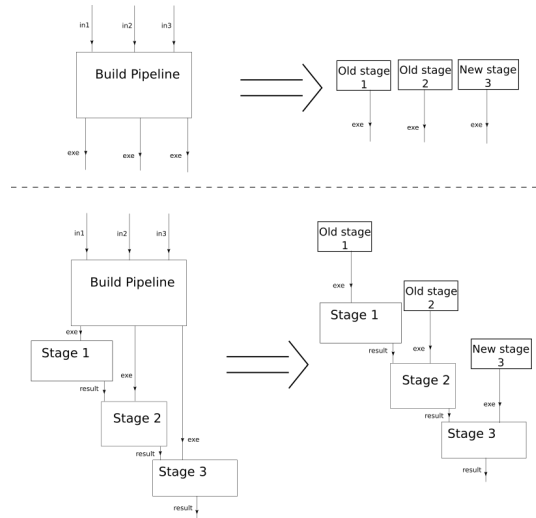 in1
in2
in3
Build Pipeline
exe
exe
exe
Old stage
1
Old stage
2
New stage
3
exe
exe
exe
in1
in2
in3
Build Pipeline
exe
Stage 1
exe
result
Stage 2
exe
result
Stage 3
result
Old stage
1
exe
Old stage
2
Stage 1
result
exe
New stage
3
Stage 2
exe
result
Stage 3
result